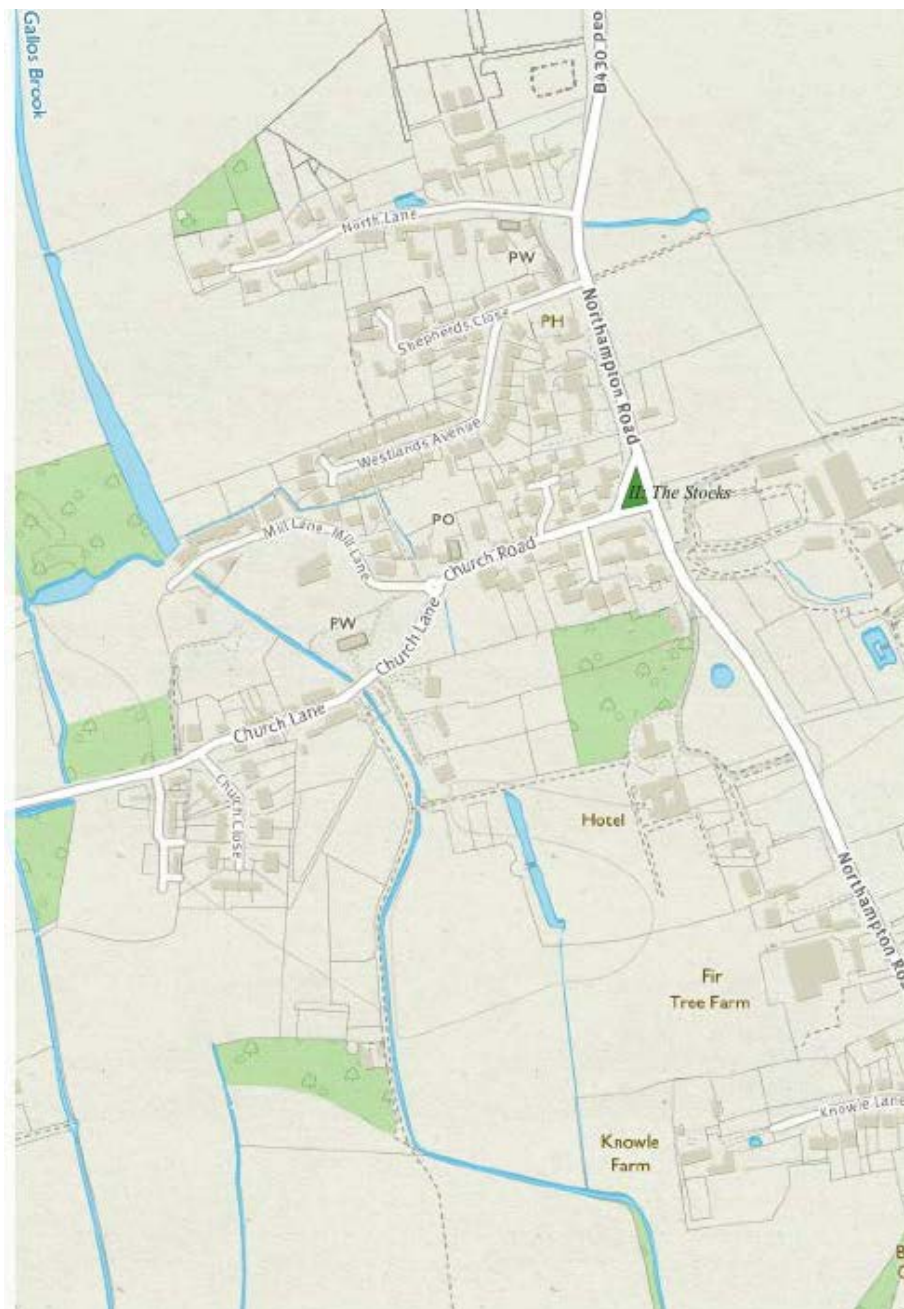 Gallos Brook
B430
North Lane
PW
Shepherds Close
PH
Northampton Road
Westlands Avenue
II: The Stocks
PO
Mill Lane
Mill Lane
Church Road
PW
Church Lane
Church Lane
Church Close
Hotel
Northampton
Fir
Tree Farm
Knowle Lane
Knowle
Farm